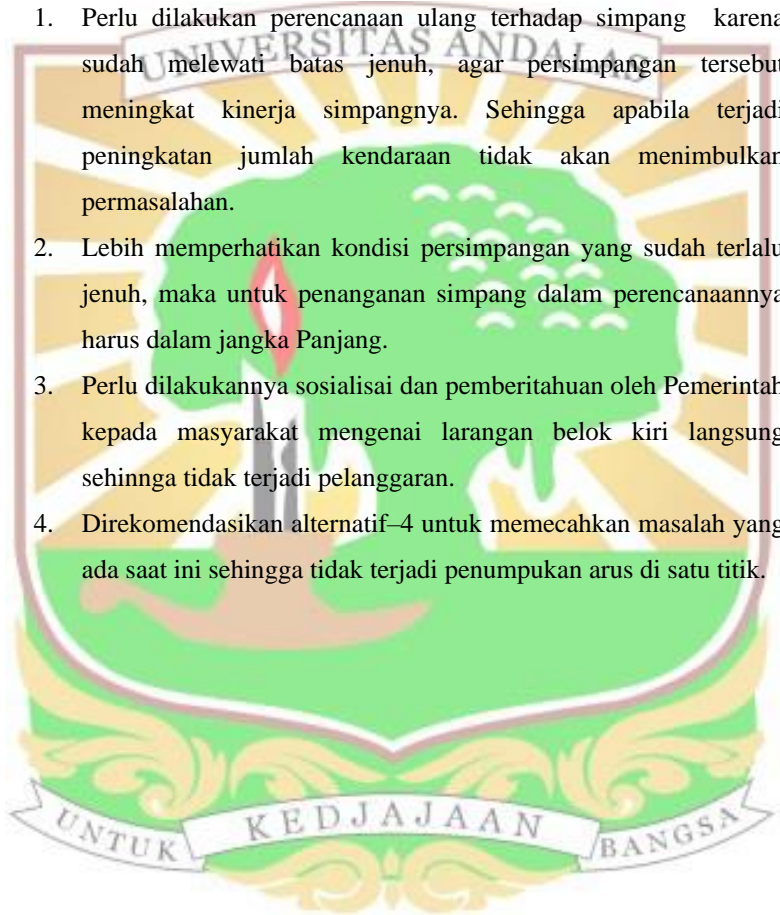 1. Perlu dilakukan perencanaan ulang terhadap simpang karena
UNIVERSITAS ANDALAS
sudah melewati batas jenuh, agar persimpangan tersebut
meningkat kinerja simpangnya. Sehingga apabila terjadi
peningkatan jumlah kendaraan tidak akan menimbulkan
permasalahan.
2. Lebih memperhatikan kondisi persimpangan yang sudah terlalu
jenuh, maka untuk penanganan simpang dalam perencanaannya
harus dalam jangka Panjang.
3. Perlu dilakukannya sosialisai dan pemberitahuan oleh Pemerintah
kepada masyarakat mengenai larangan belok kiri langsung
sehinnga tidak terjadi pelanggaran.
4. Direkomendasikan alternatif–4 untuk memecahkan masalah yang
ada saat ini sehingga tidak terjadi penumpukan arus di satu titik.
UNTUK KEDJAJAAN BANGSA